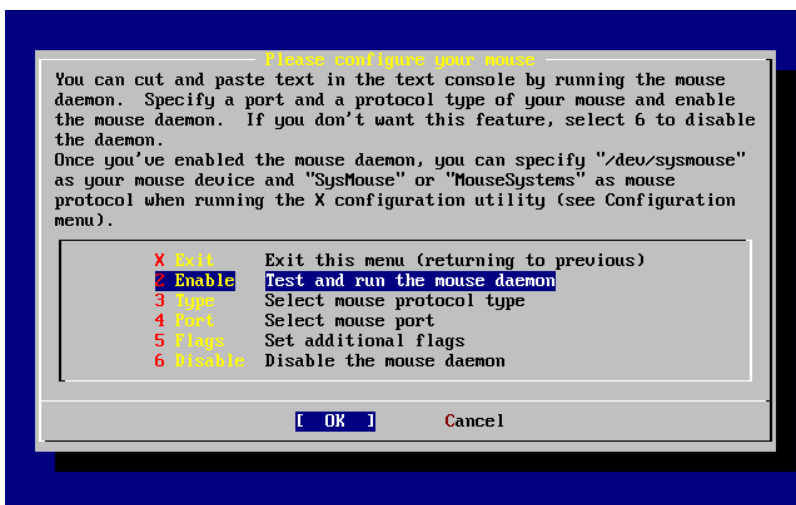 Please configure your mouse
You can cut and paste text in the text console by running the mouse
daemon.  Specify a port and a protocol type of your mouse and enable
the mouse daemon.  If you don't want this feature, select 6 to disable
the daemon.
Once you've enabled the mouse daemon, you can specify "/dev/sysmouse"
as your mouse device and "SysMouse" or "MouseSystems" as mouse
protocol when running the X configuration utility (see Configuration
menu).
X Exit     Exit this menu (returning to previous)
2 Enable   Test and run the mouse daemon
3 Type     Select mouse protocol type
4 Port     Select mouse port
5 Flags    Set additional flags
6 Disable  Disable the mouse daemon
[  OK  ]     Cancel